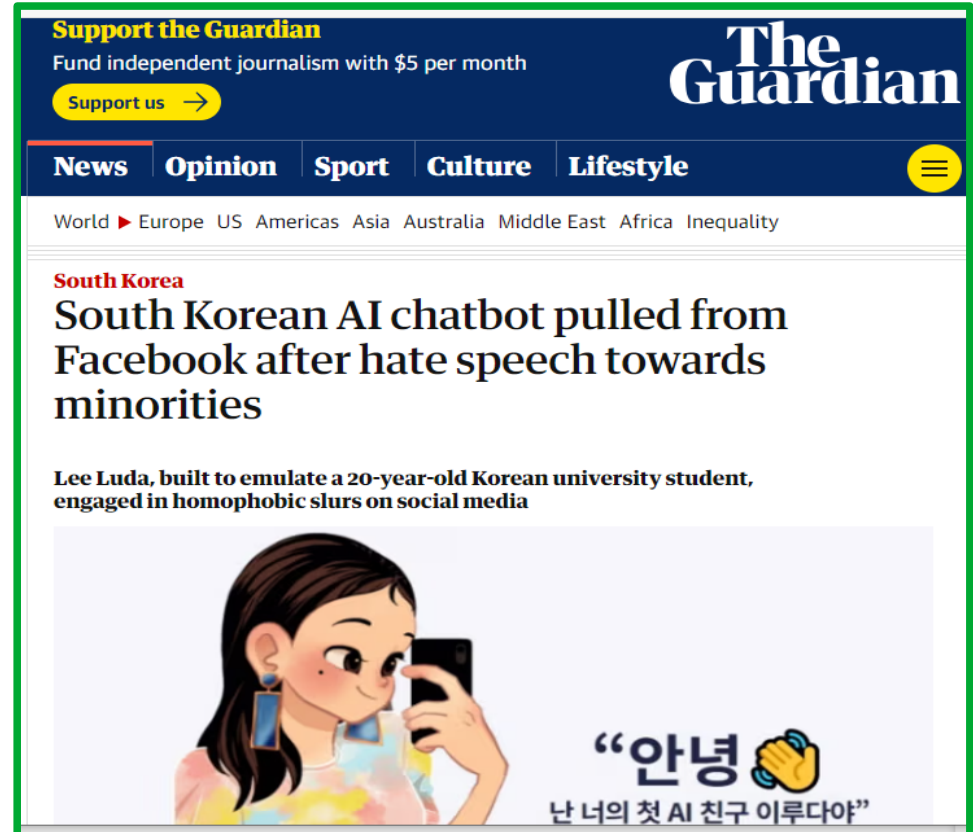 Support the Guardian
Fund independent journalism with $5 per month
Support us
The
Guardian
News Opinion Sport Culture Lifestyle
World Europe US Americas Asia Australia Middle East Africa Inequality
South Korea
South Korean AI chatbot pulled from
Facebook after hate speech towards
minorities
Lee Luda, built to emulate a 20-year-old Korean university student,
engaged in homophobic slurs on social media
“안녕
난 너의 첫 AI 친구 이루다야”